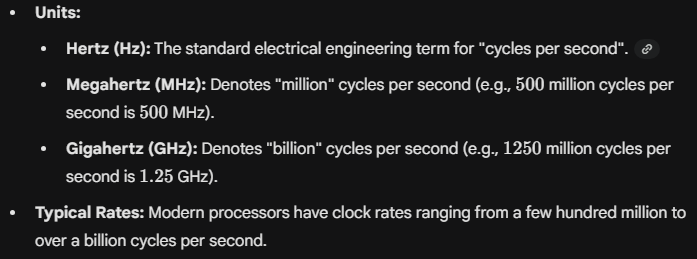 • Units:
• Hertz (Hz): The standard electrical engineering term for "cycles per second".
• Megahertz (MHz): Denotes "million" cycles per second (e.g., 500 million cycles per
second is 500 MHz).
• Gigahertz (GHz): Denotes "billion" cycles per second (e.g., 1250 million cycles per
second is 1.25 GHz).
• Typical Rates: Modern processors have clock rates ranging from a few hundred million to
over a billion cycles per second.